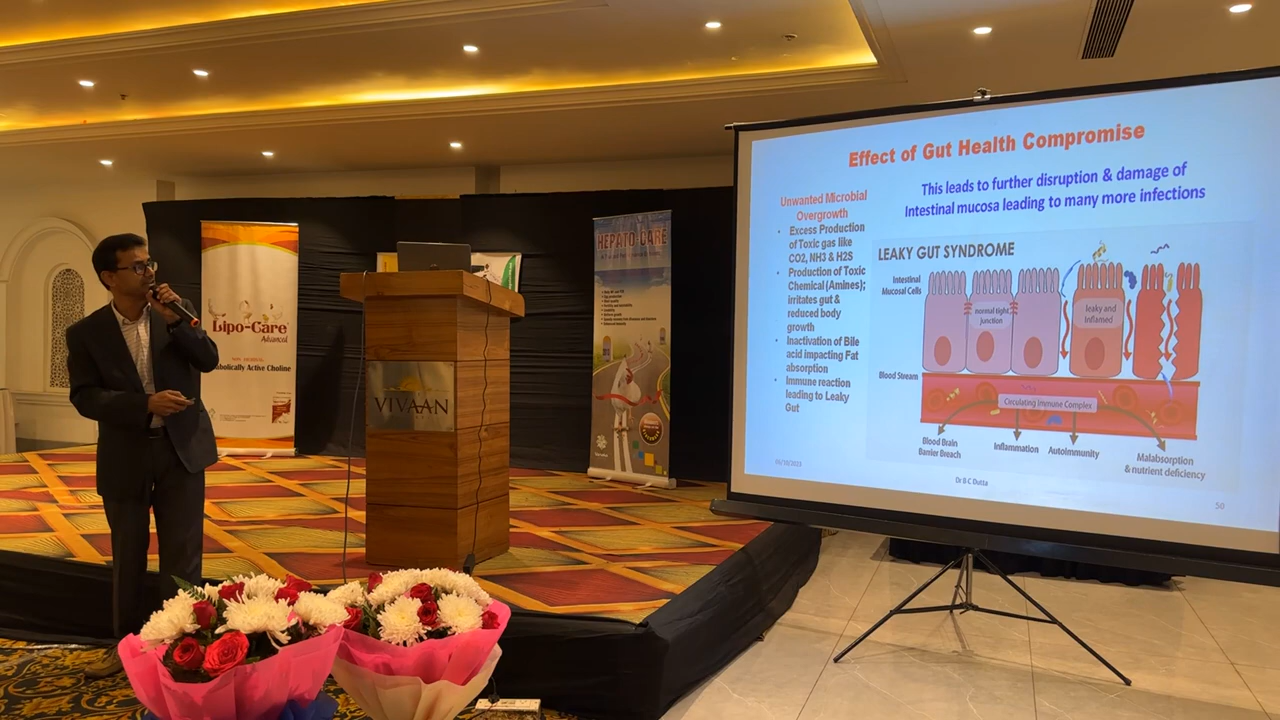 Effect of Gut Health Compromise
This leads to further disruption & damage of
Intestinal mucosa leading to many more infections
Unwanted Microbial
Overgrowth
• Excess Production
of Toxic gas like
CO2, NH3 & H2S
• Production of Toxic
Chemical (Amines);
irritates gut &
reduced body
growth
• Inactivation of Bile
acid impacting Fat
absorption
• Immune reaction
leading to Leaky
Gut
LEAKY GUT SYNDROME
Intestinal
Mucosal Cells
normal tight
junction
leaky and
Inflamed
Blood Stream
Circulating Immune Complex
Blood Brain
Barrier Breach
Inflammation
Autoimmunity
Malabsorption
& nutrient deficiency
05/10/2023
Dr B C Dutta
50
Lipo-Care
Advanced
abolically Active Choline
VIVAAN
HEPATO-CARE